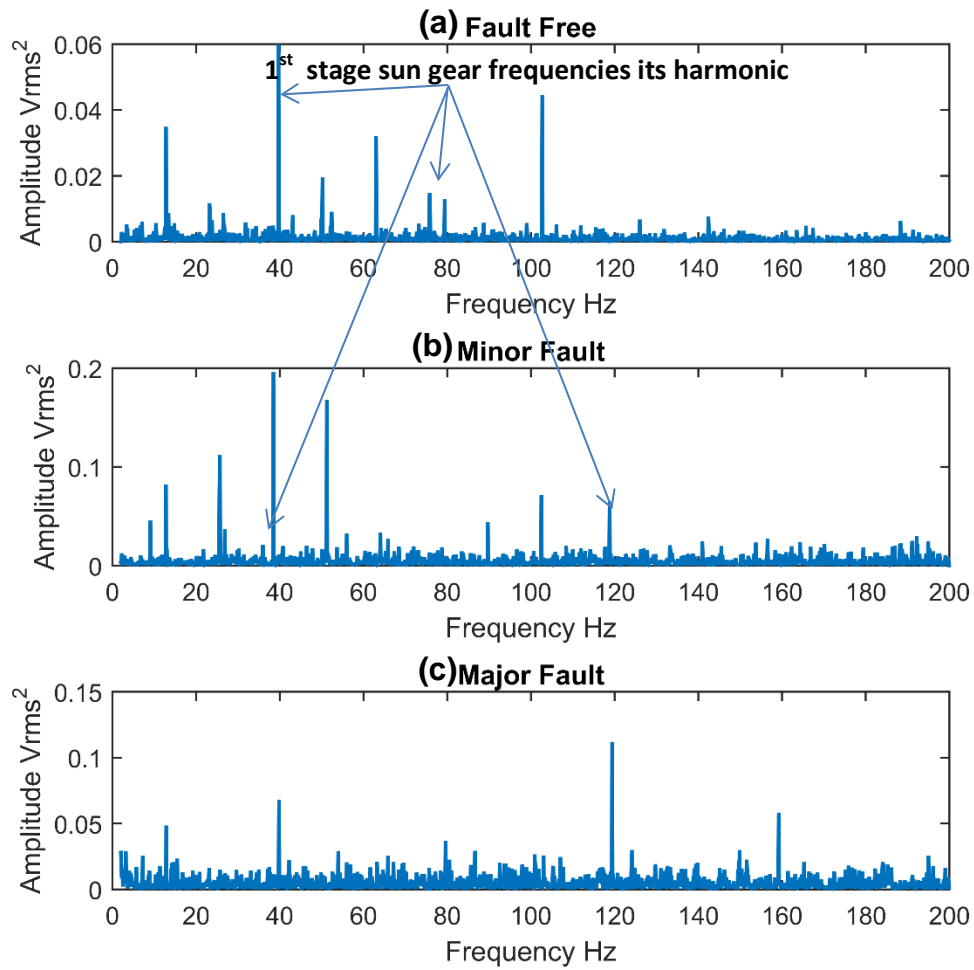 (a) Fault Free
1st stage sun gear frequencies its harmonic
Amplitude Vrms2
0.06
0.04
0.02
0
0 20 40 60 80 100 120 140 160 180 200
Frequency Hz
(b) Minor Fault
Amplitude Vrms2
0.2
0.1
0
0 20 40 60 80 100 120 140 160 180 200
Frequency Hz
(c) Major Fault
Amplitude Vrms2
0.15
0.1
0.05
0
0 20 40 60 80 100 120 140 160 180 200
Frequency Hz